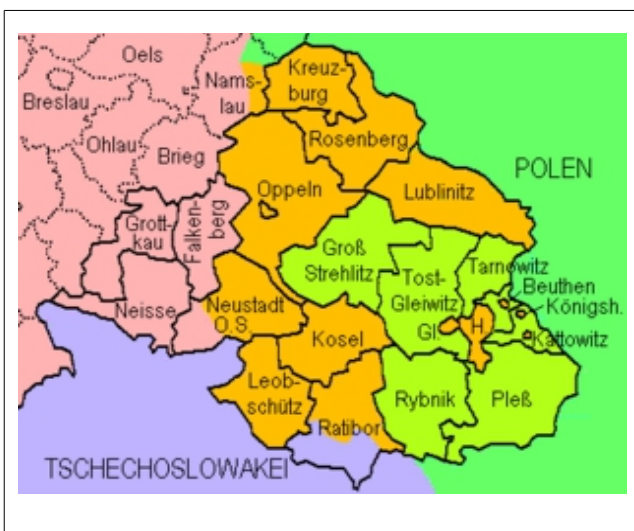 Oels
Breslau
Nams-
lau
Kreuz-
burg
Ohlau
Brieg
Rosenberg
POLEN
Oppeln
Lublinitz
Grott-
kau
Falken-
berg
Groß
Strehlitz
Tost-
Gleiwitz
Tarnowitz
Beuthen
Königsh.
Neisse
Neustadt
O.S.
Kosel
Gl.
H.
Kattowitz
Leob-
schütz
Ratibor
Rybnik
Pleß
TSCHECHOSLOWAKEI